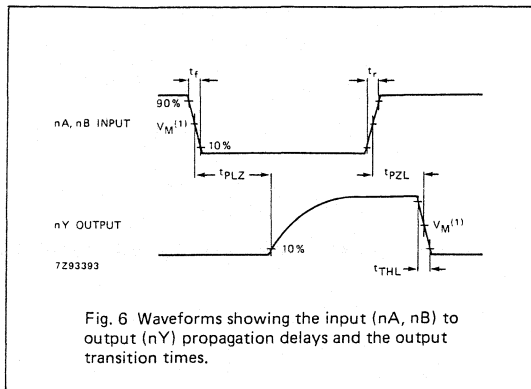 tf
tr
90%
nA, nB INPUT
VM(1)
10%
tPLZ
tPZL
nY OUTPUT
VM(1)
10%
7Z93393
tTHL
Fig. 6 Waveforms showing the input (nA, nB) to
output (nY) propagation delays and the output
transition times.